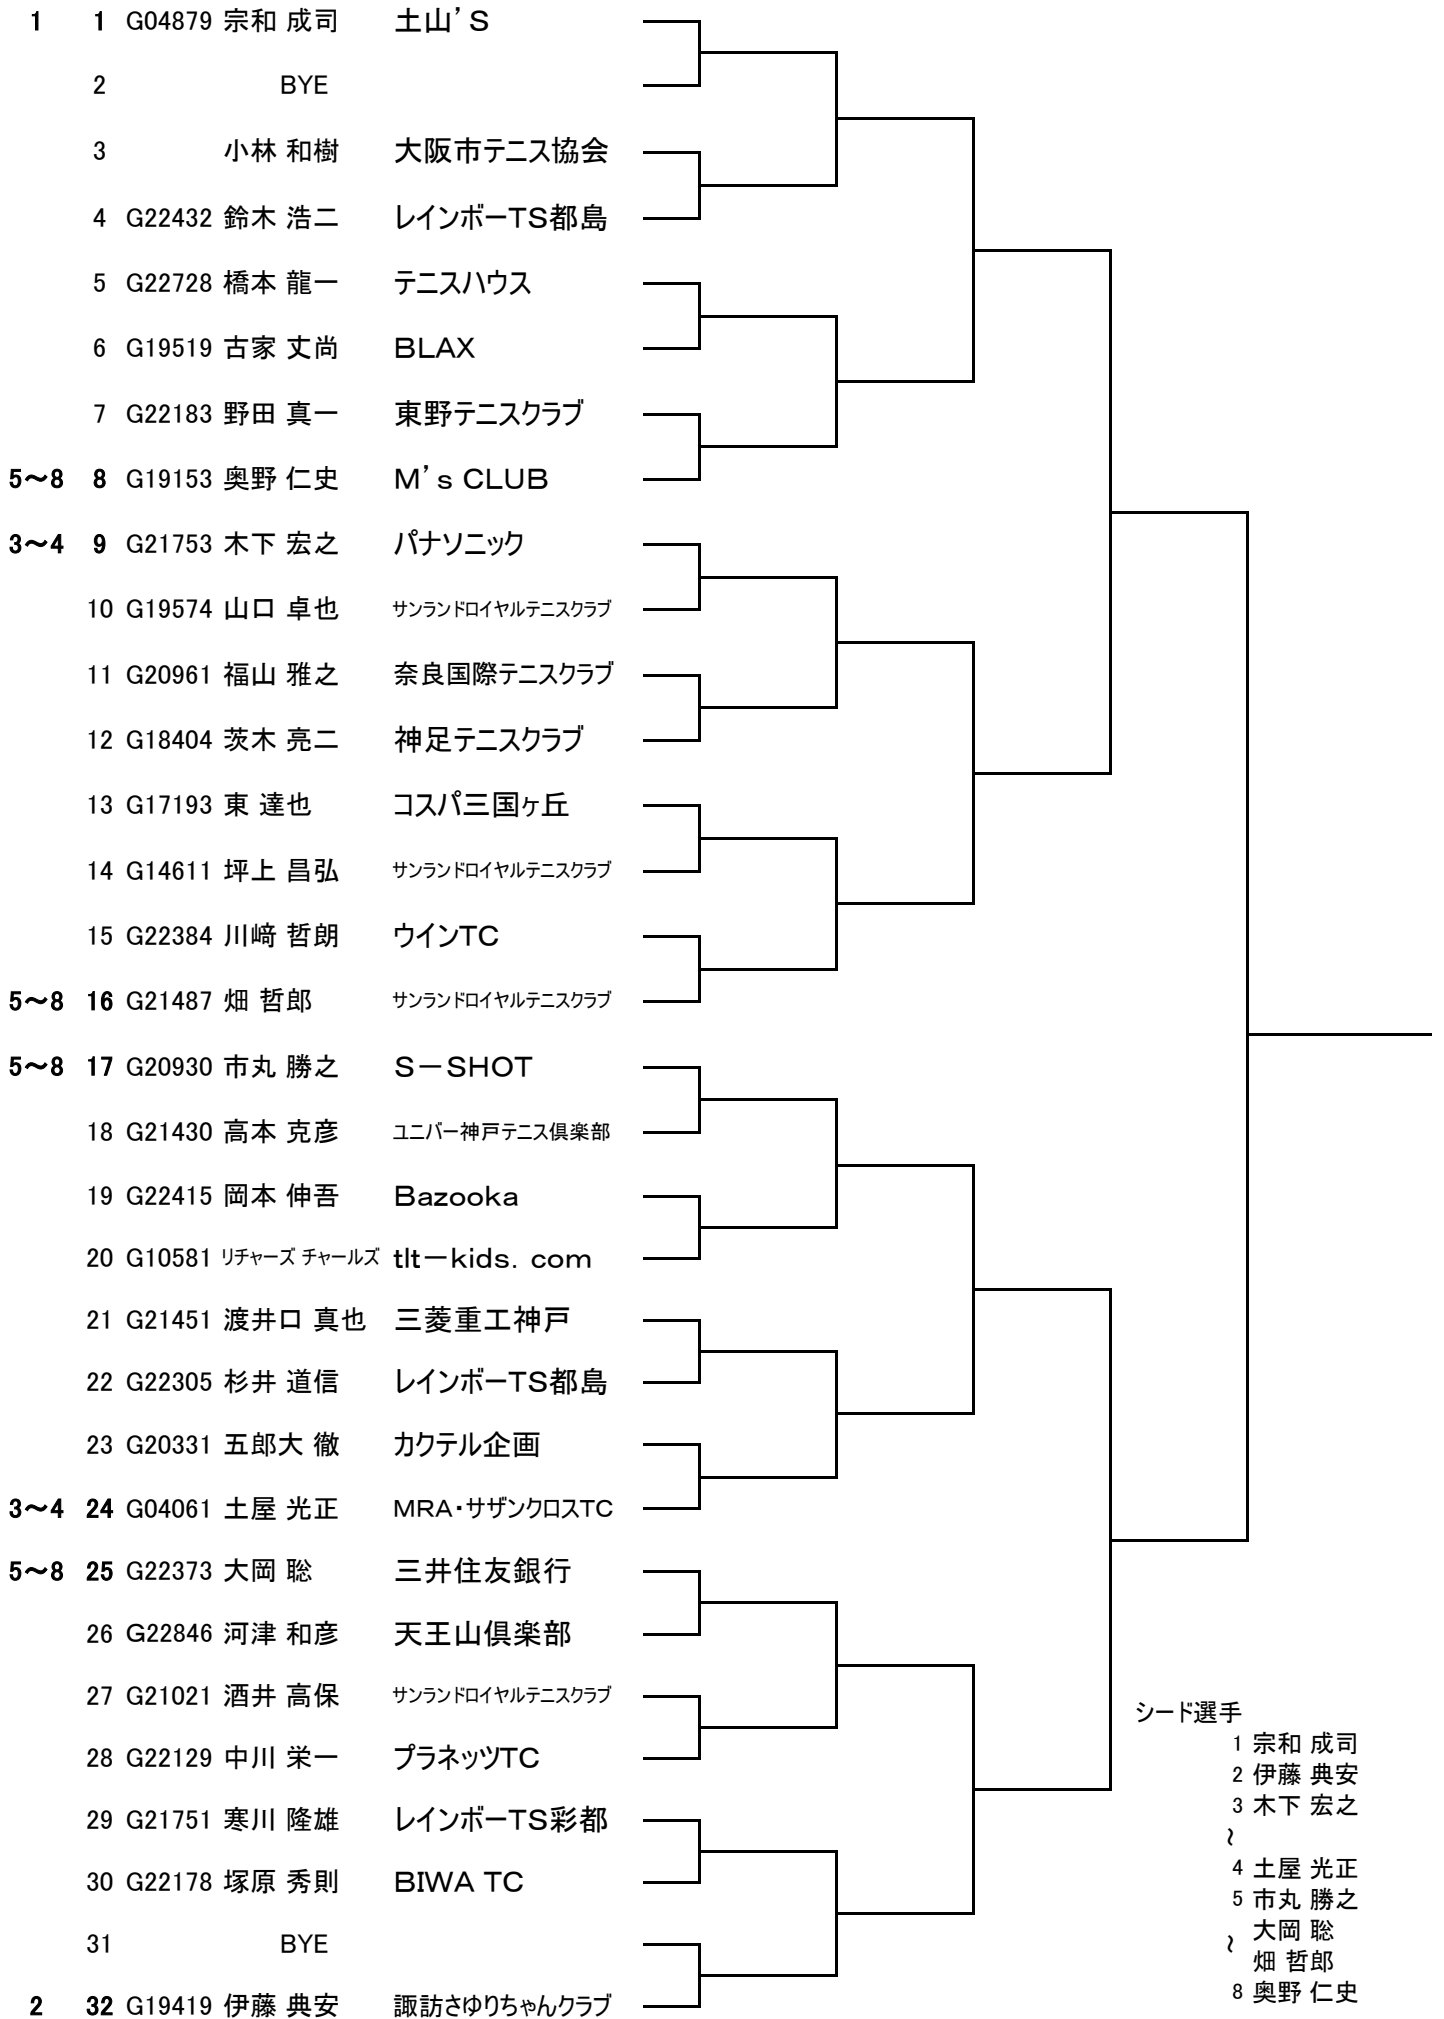 1 1 G04879 宗和 成司 土山’S
2 BYE
3 小林 和樹 大阪市テニス協会
4 G22432 鈴木 浩二 レインボーTS都島
5 G22728 橋本 龍一 テニスハウス
6 G19519 古家 丈尚 BLAX
7 G22183 野田 真一 東野テニスクラブ
5～8 8 G19153 奥野 仁史 M’s CLUB
3～4 9 G21753 木下 宏之 パナソニック
10 G19574 山口 卓也 サンランドロイヤルテニスクラブ
11 G20961 福山 雅之 奈良国際テニスクラブ
12 G18404 茨木 亮二 神足テニスクラブ
13 G17193 東 達也 コスパ三国ヶ丘
14 G14611 坪上 昌弘 サンランドロイヤルテニスクラブ
15 G22384 川﨑 哲朗 ウインTC
5～8 16 G21487 畑 哲郎 サンランドロイヤルテニスクラブ
5～8 17 G20930 市丸 勝之 S－SHOT
18 G21430 高本 克彦 ユニバー神戸テニス倶楽部
19 G22415 岡本 伸吾 Bazooka
20 G10581 リチャーズ チャールズ tlt－kids．com
21 G21451 渡井口 真也 三菱重工神戸
22 G22305 杉井 道信 レインボーTS都島
23 G20331 五郎大 徹 カクテル企画
3～4 24 G04061 土屋 光正 MRA・サザンクロスTC
5～8 25 G22373 大岡 聡 三井住友銀行
26 G22846 河津 和彦 天王山倶楽部
27 G21021 酒井 高保 サンランドロイヤルテニスクラブ
28 G22129 中川 栄一 プラネッツTC
29 G21751 寒川 隆雄 レインボーTS彩都
30 G22178 塚原 秀則 BIWA TC
31 BYE
2 32 G19419 伊藤 典安 諏訪さゆりちゃんクラブ
シード選手
1 宗和 成司
2 伊藤 典安
3 木下 宏之
～
4 土屋 光正
5 市丸 勝之
大岡 聡
～
畑 哲郎
8 奥野 仁史